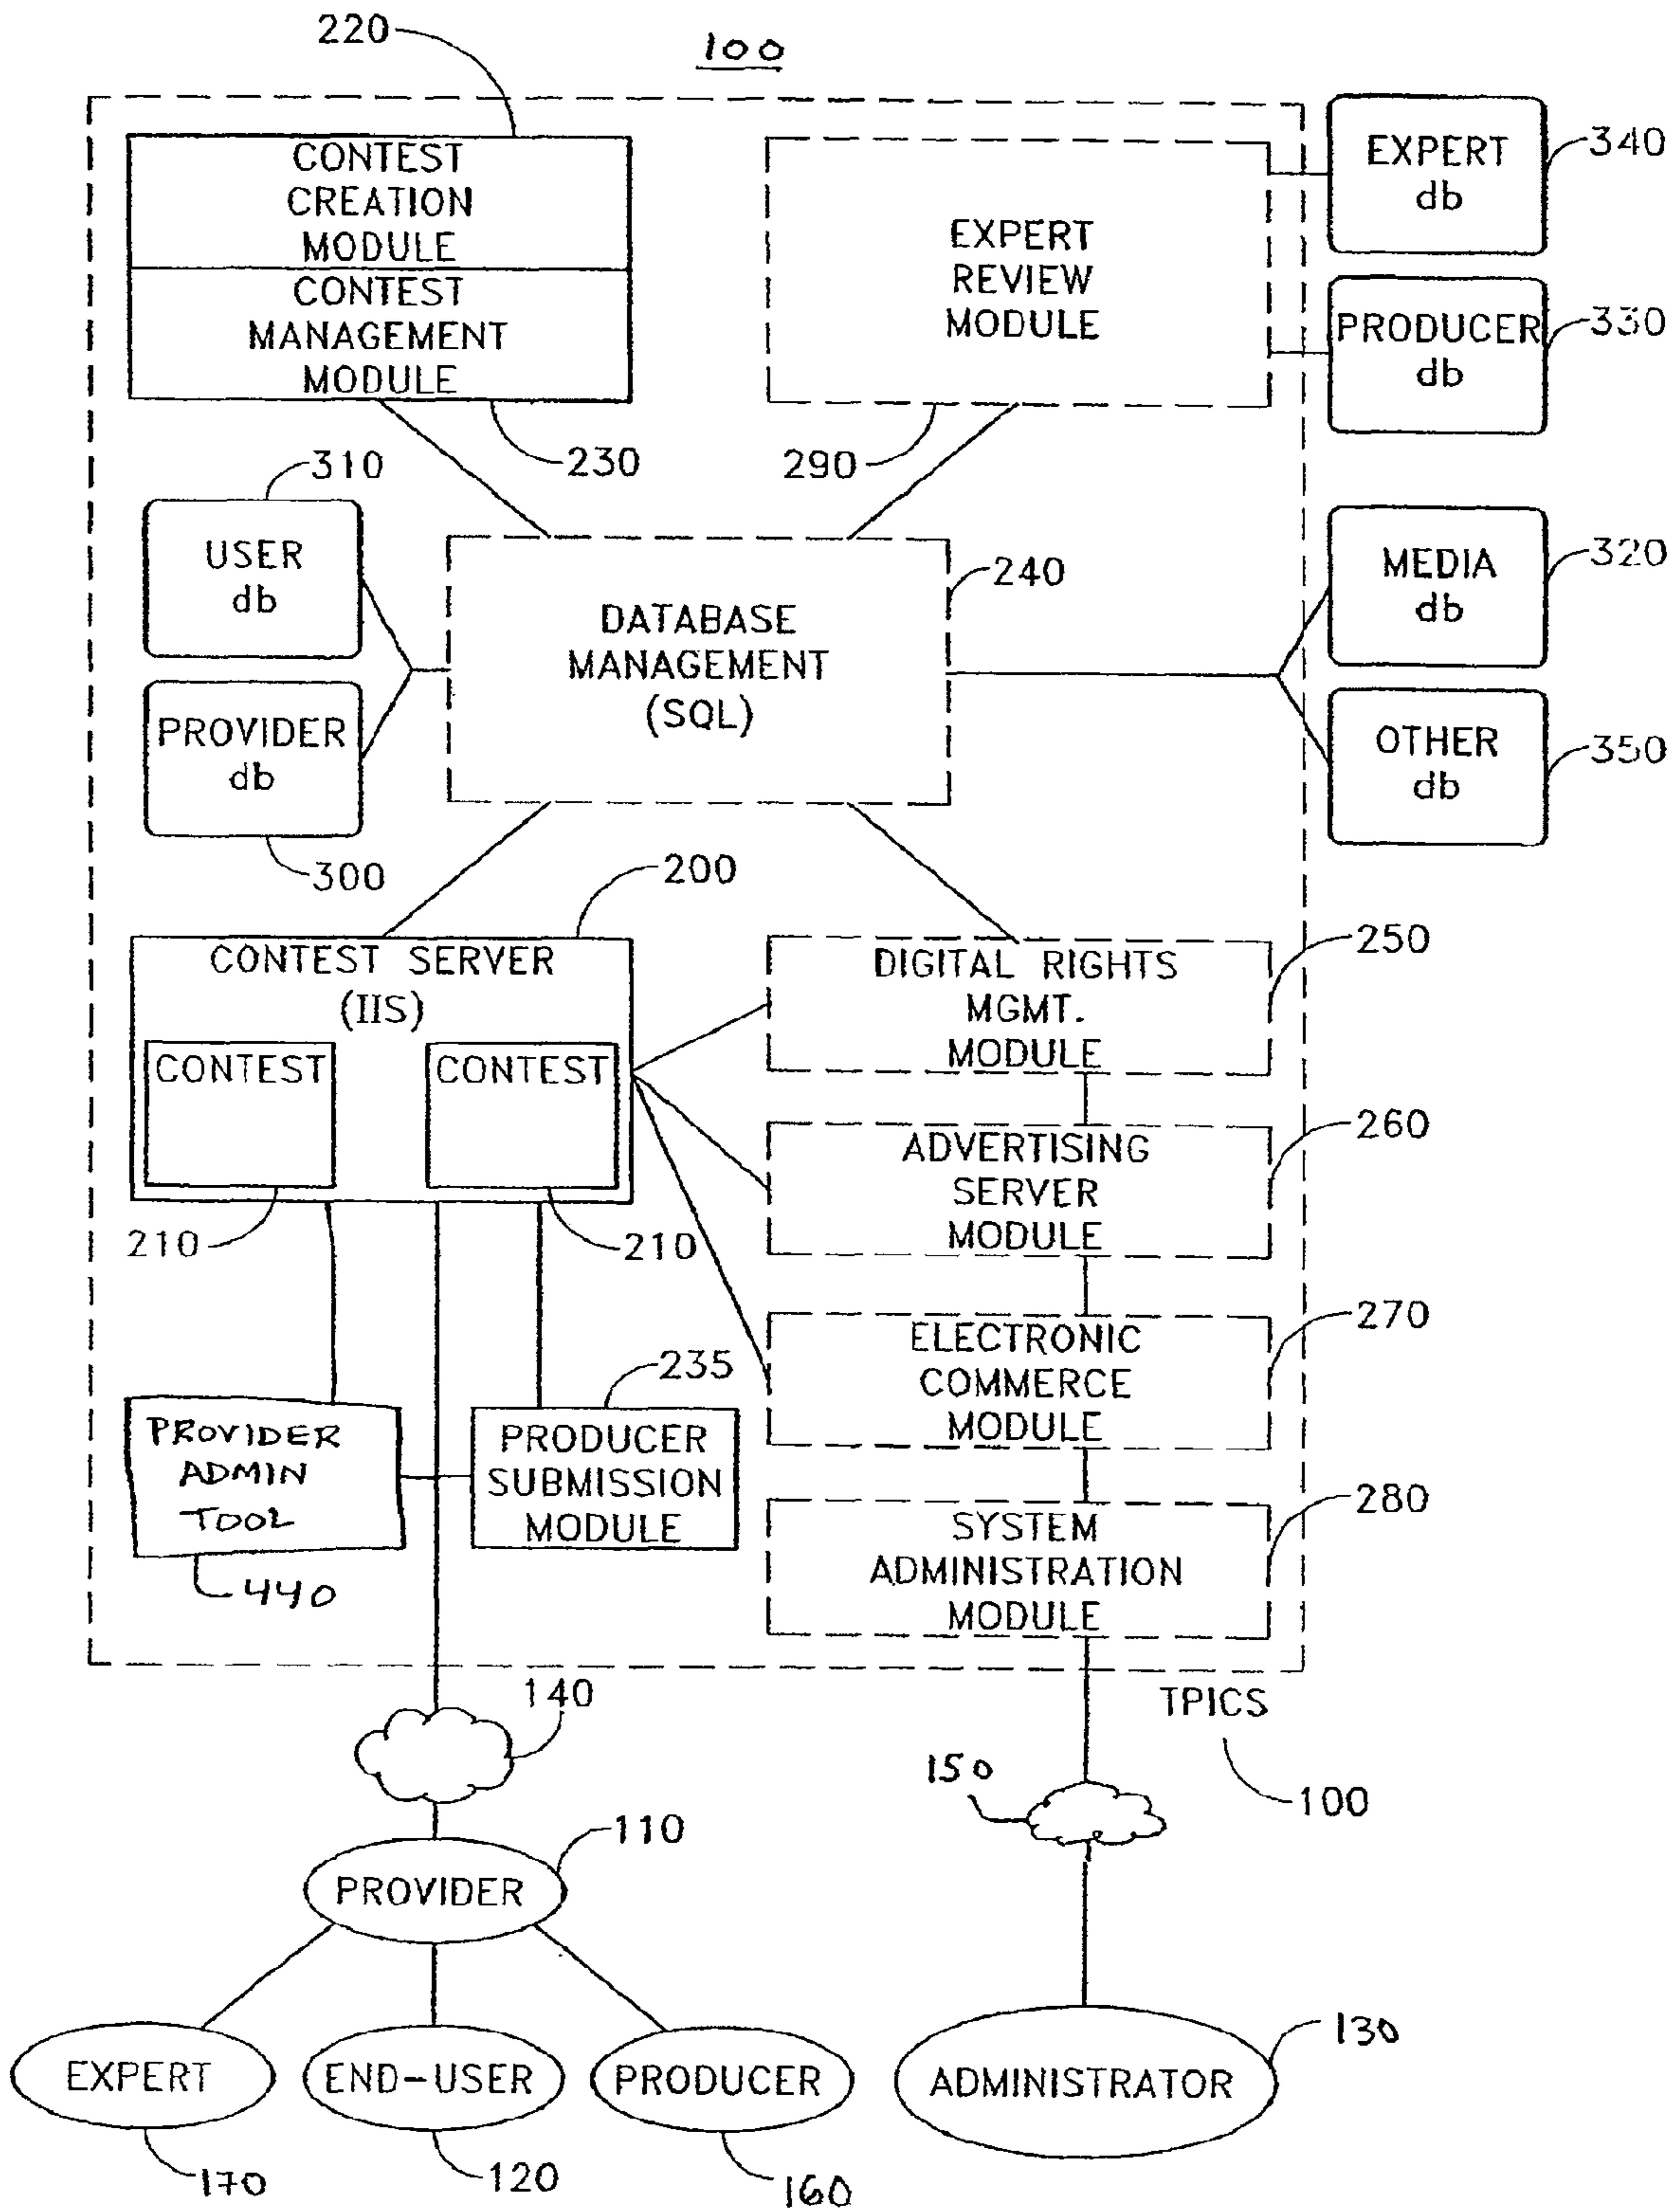 220
100
CONTEST
CREATION
MODULE
CONTEST
MANAGEMENT
MODULE
230
EXPERT
REVIEW
MODULE
290
EXPERT
db
340
PRODUCER
db
330
310
USER
db
PROVIDER
db
300
DATABASE
MANAGEMENT
(SQL)
240
MEDIA
db
320
OTHER
db
350
200
CONTEST SERVER
(IIS)
CONTEST
CONTEST
210
210
DIGITAL RIGHTS
MGMT.
MODULE
250
ADVERTISING
SERVER
MODULE
260
ELECTRONIC
COMMERCE
MODULE
270
SYSTEM
ADMINISTRATION
MODULE
280
PROVIDER
ADMIN
TOOL
440
235
PRODUCER
SUBMISSION
MODULE
TPICS
100
140
150
110
PROVIDER
EXPERT
170
END-USER
120
PRODUCER
160
ADMINISTRATOR
130